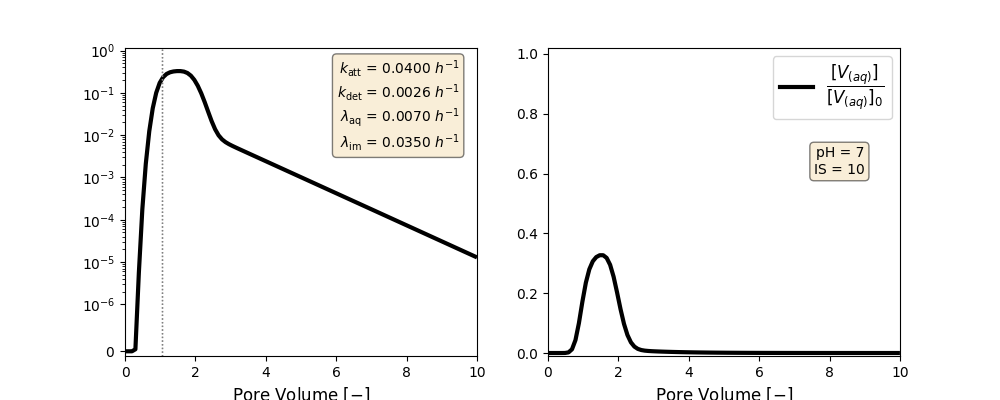 10⁰
10⁻¹
10⁻²
10⁻³
10⁻⁴
10⁻⁵
10⁻⁶
0
k_att = 0.0400 h⁻¹
k_det = 0.0026 h⁻¹
λ_aq = 0.0070 h⁻¹
λ_im = 0.0350 h⁻¹
0 2 4 6 8 10
Pore Volume [−]
1.0
0.8
0.6
0.4
0.2
0.0
[V_(aq)]
[V_(aq)]₀
pH = 7
IS = 10
0 2 4 6 8 10
Pore Volume [−]